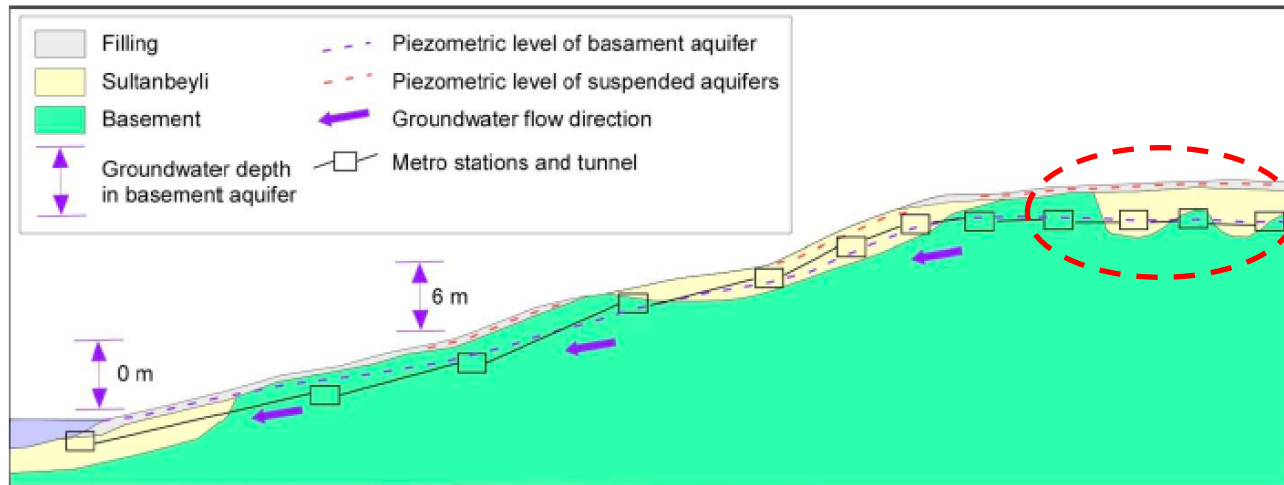 Filling
Sultanbeyli
Basement
Groundwater depth
in basement aquifer
Piezometric level of basament aquifer
Piezometric level of suspended aquifers
Groundwater flow direction
Metro stations and tunnel
6 m
0 m